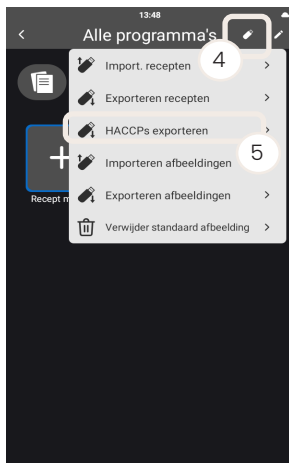 13:48
Alle programma's
4
Import. recepten
Exporteren recepten
HACCPs exporteren
5
Importeren afbeeldingen
Exporteren afbeeldingen
Recept m
Verwijder standaard afbeelding